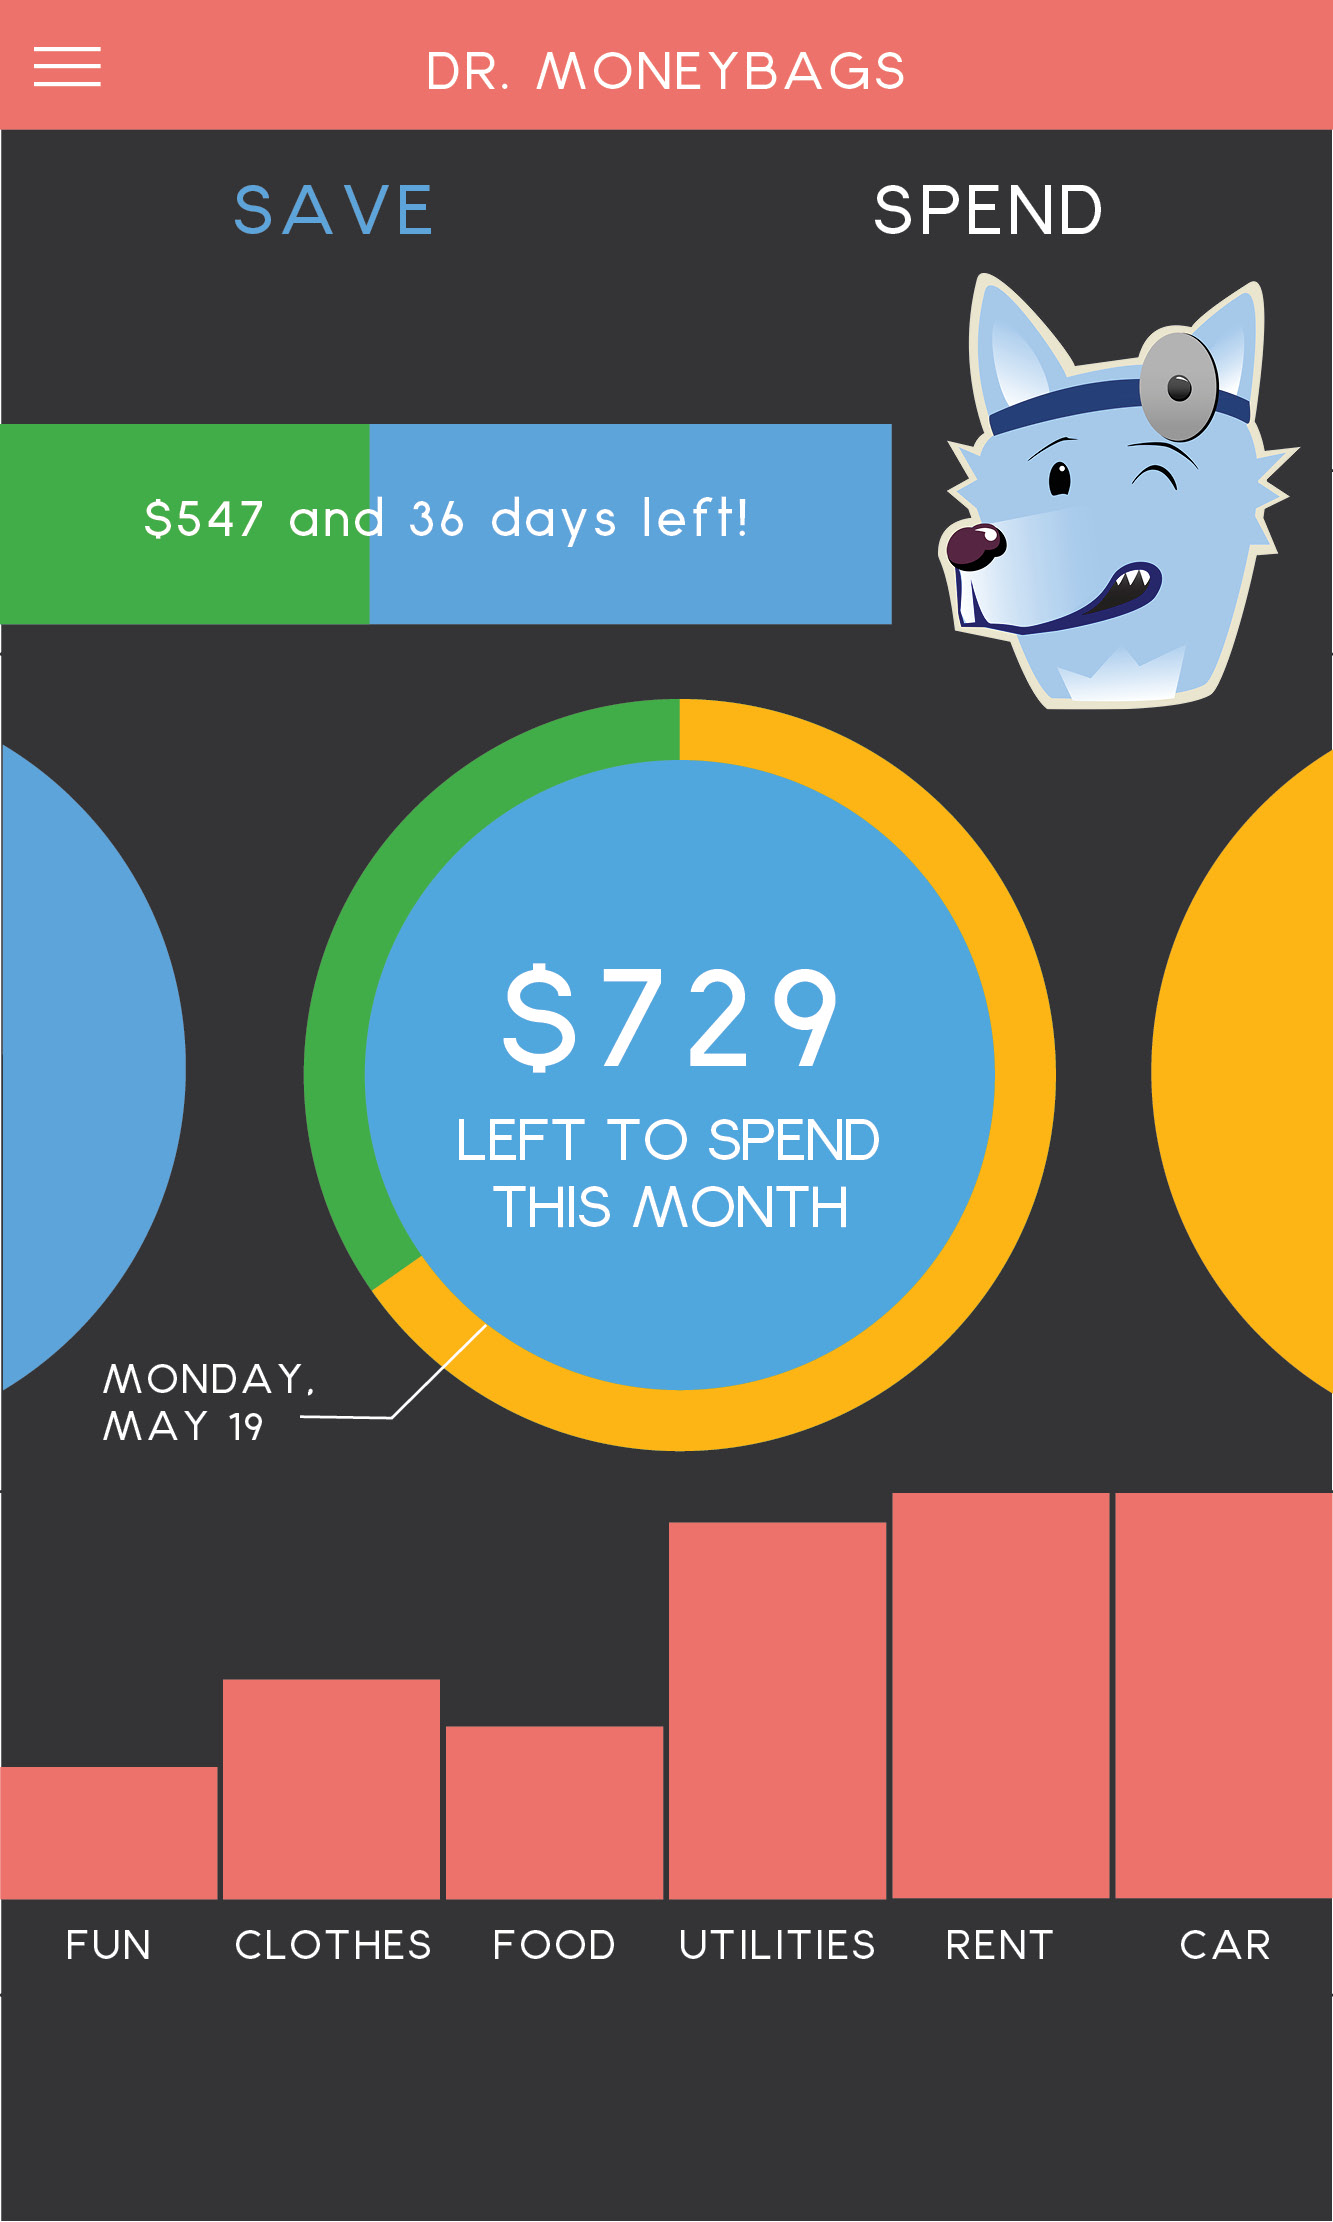 DR. MONEYBAGS
SAVE
SPEND
$547 and 36 days left!
$729
LEFT TO SPEND
THIS MONTH
MONDAY,
MAY 19
FUN
CLOTHES
FOOD
UTILITIES
RENT
CAR